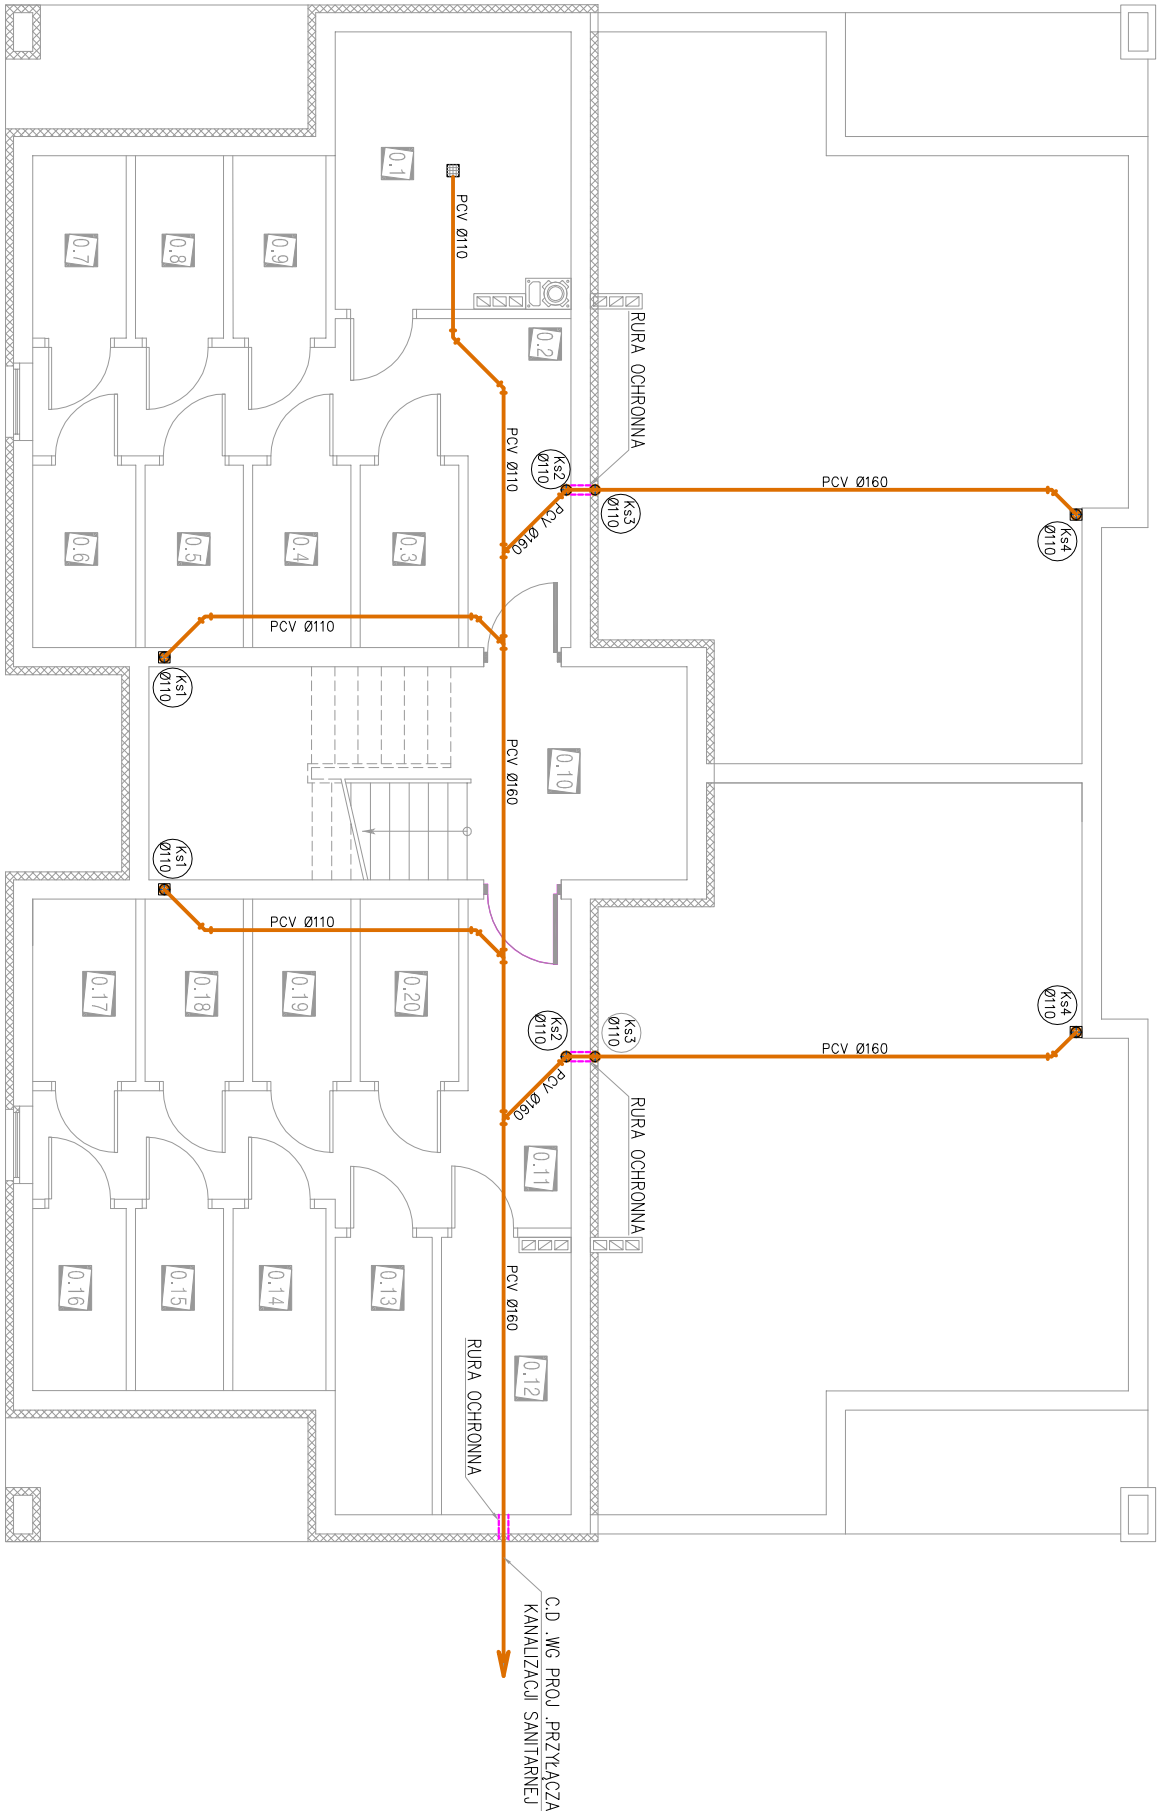 0.1
PCV Ø110
0.7
0.8
0.9
0.2
RURA OCHRONNA
PCV Ø110
Ks2
Ø110
Ks3
Ø110
PCV Ø160
PCV Ø160
Ks4
Ø110
0.6
0.5
0.4
0.3
PCV Ø110
Ks1
Ø110
PCV Ø160
0.10
Ks1
Ø110
PCV Ø110
0.17
0.18
0.19
0.20
Ks2
Ø110
Ks3
Ø110
PCV Ø160
PCV Ø160
Ks4
Ø110
RURA OCHRONNA
0.11
0.16
0.15
0.14
0.13
PCV Ø160
0.12
RURA OCHRONNA
C.D .WG PROJ .PRZYŁĄCZA
KANALIZACJI SANITARNEJ